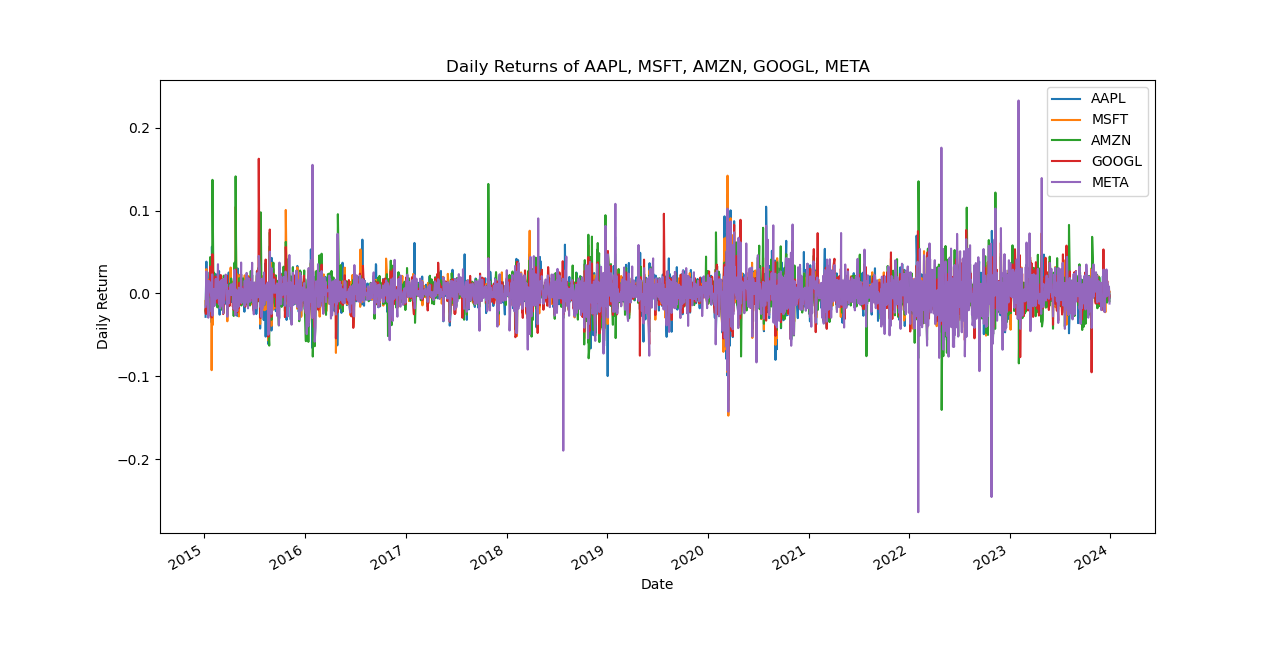 Daily Returns of AAPL, MSFT, AMZN, GOOGL, META
AAPL
MSFT
AMZN
GOOGL
META
0.2
0.1
0.0
−0.1
−0.2
Daily Return
2015
2016
2017
2018
2019
2020
2021
2022
2023
2024
Date